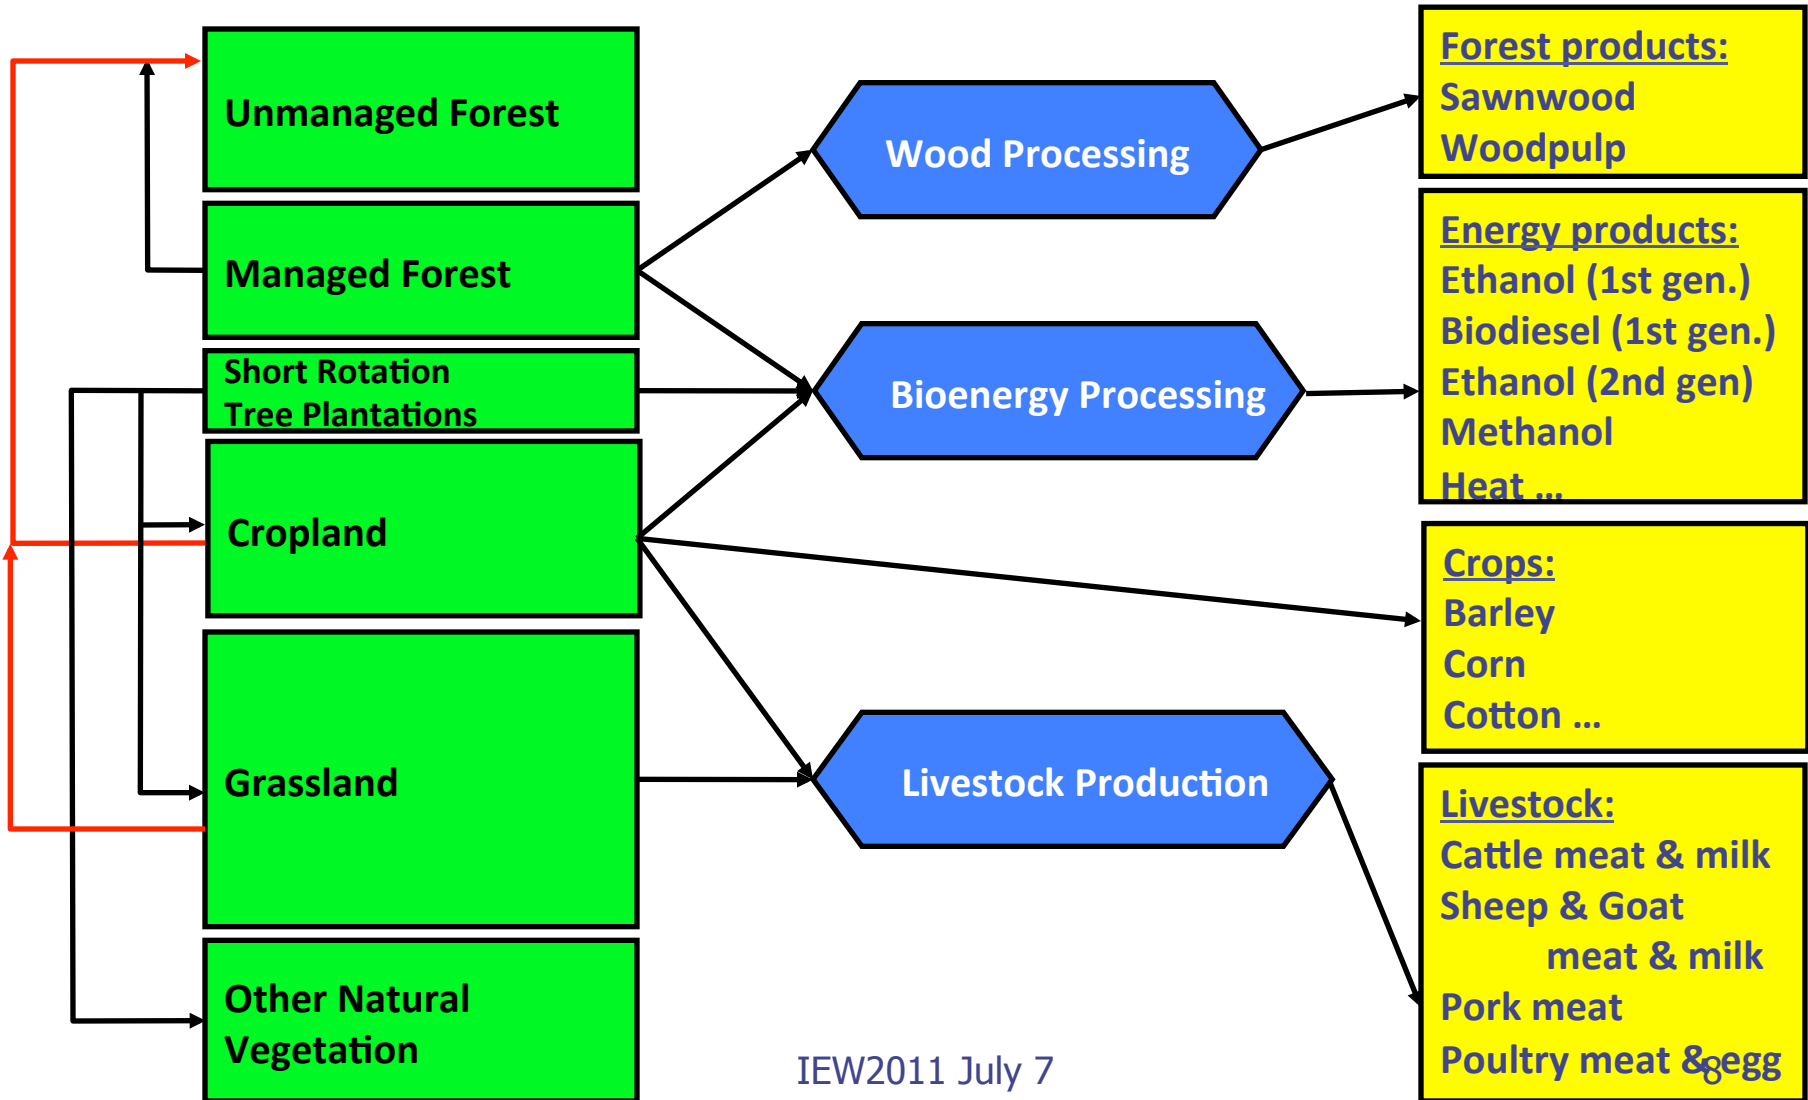 Unmanaged Forest
Managed Forest
Short Rotation
Tree Plantations
Cropland
Grassland
Other Natural
Vegetation
Wood Processing
Bioenergy Processing
Livestock Production
Forest products:
Sawnwood
Woodpulp
Energy products:
Ethanol (1st gen.)
Biodiesel (1st gen.)
Ethanol (2nd gen)
Methanol
Heat ...
Crops:
Barley
Corn
Cotton ...
Livestock:
Cattle meat & milk
Sheep & Goat
meat & milk
Pork meat
Poultry meat & egg
IEW2011 July 7
8